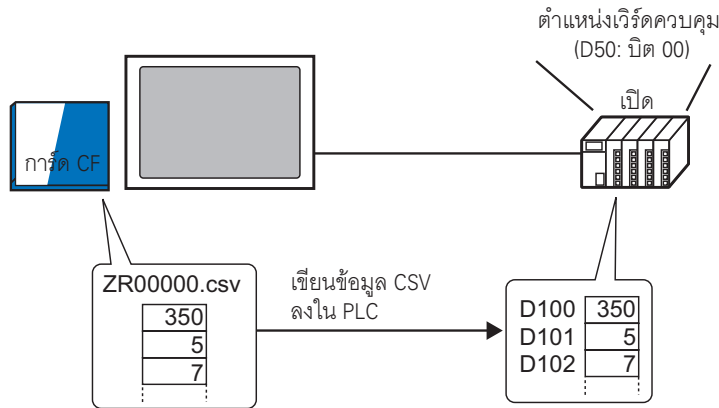 ตำแหน่งเวิร์ดควบคุม
(D50: บิต 00)
เปิด
การ์ด CF
ZR00000.csv
350
5
7
เขียนข้อมูล CSV
ลงใน PLC
D100 350
D101 5
D102 7